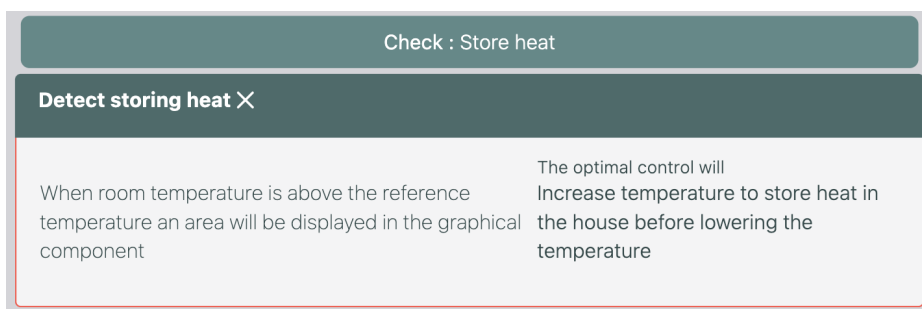 Check : Store heat
Detect storing heat ×
When room temperature is above the reference
temperature an area will be displayed in the graphical
component
The optimal control will
Increase temperature to store heat in
the house before lowering the
temperature